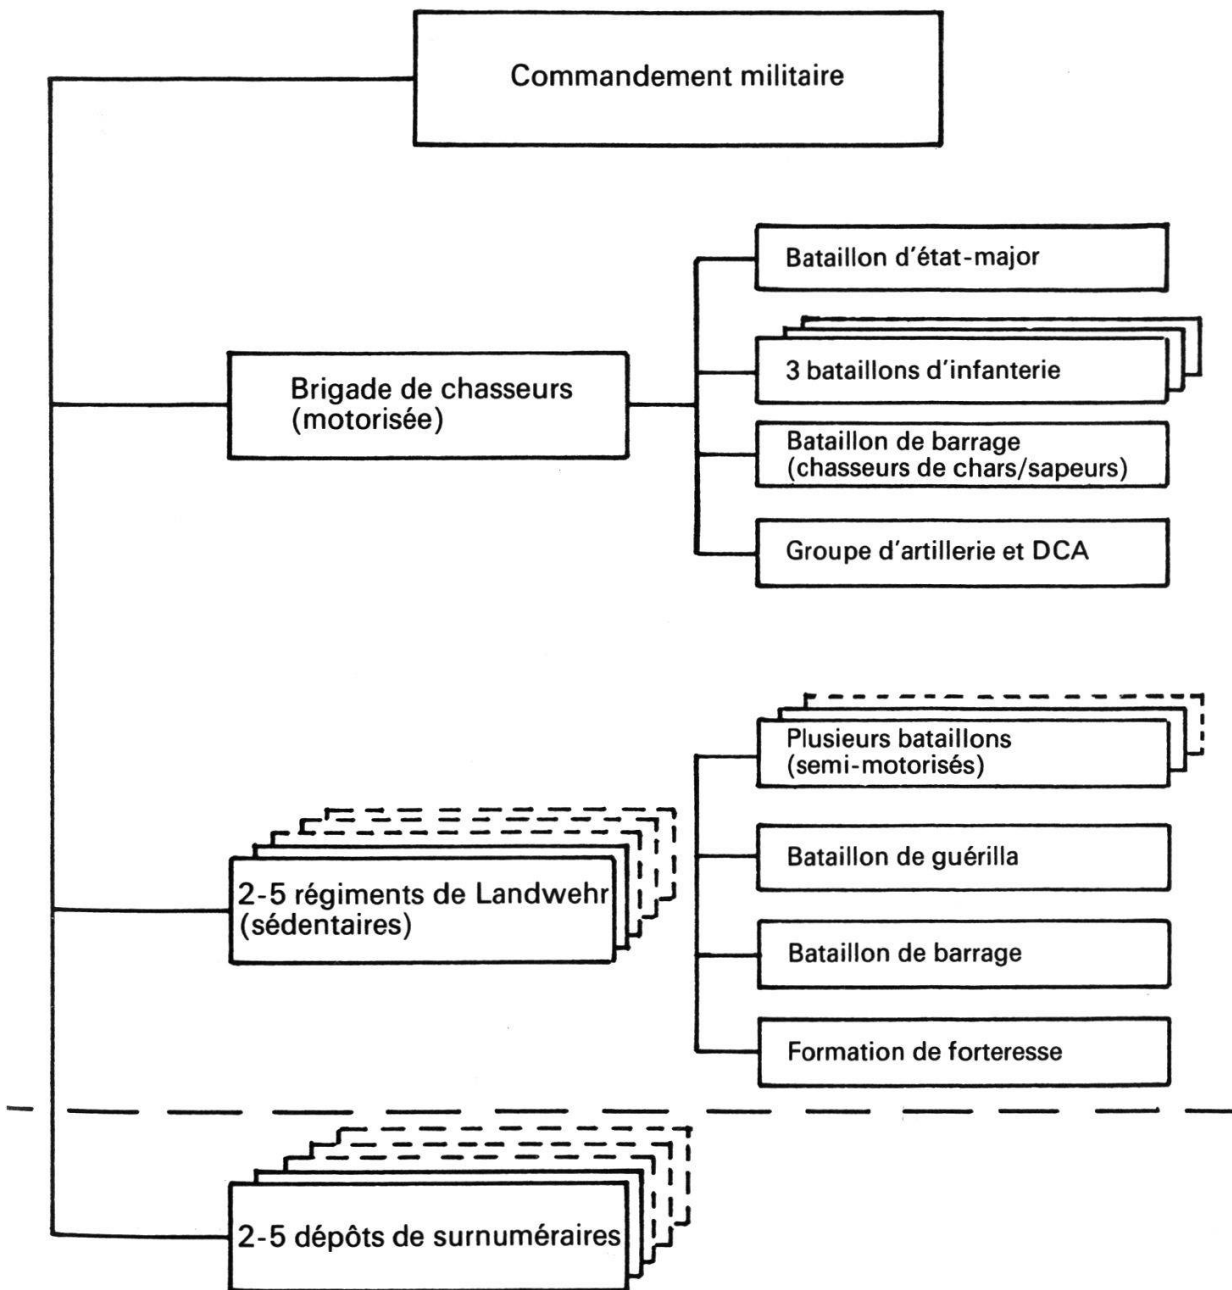 Commandement militaire
Bataillon d'état-major
3 bataillons d'infanterie
Brigade de chasseurs
(motorisée)
Bataillon de barrage
(chasseurs de chars/sapeurs)
Groupe d'artillerie et DCA
Plusieurs bataillons
(semi-motorisés)
Bataillon de guérilla
2-5 régiments de Landwehr
(sédentaires)
Bataillon de barrage
Formation de forteresse
2-5 dépôts de surnuméraires